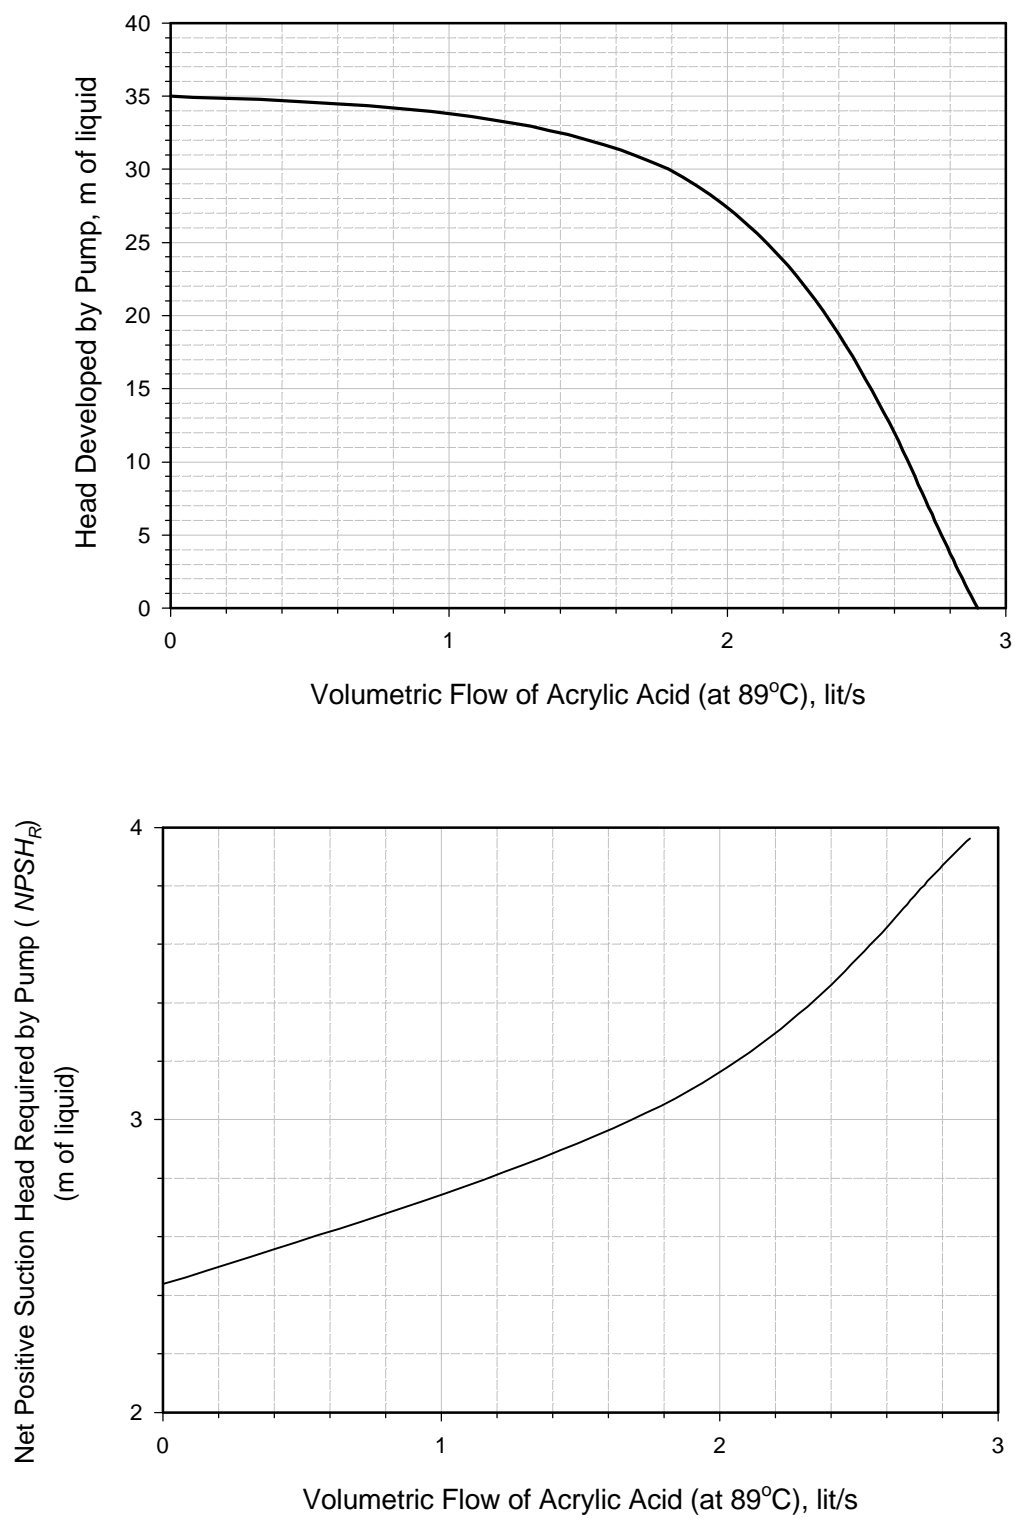 40
35
30
25
20
15
10
5
0
Head Developed by Pump, m of liquid
0 1 2 3
Volumetric Flow of Acrylic Acid (at 89°C), lit/s
4
3
2
Net Positive Suction Head Required by Pump ( NPSH_R)
(m of liquid)
0 1 2 3
Volumetric Flow of Acrylic Acid (at 89°C), lit/s